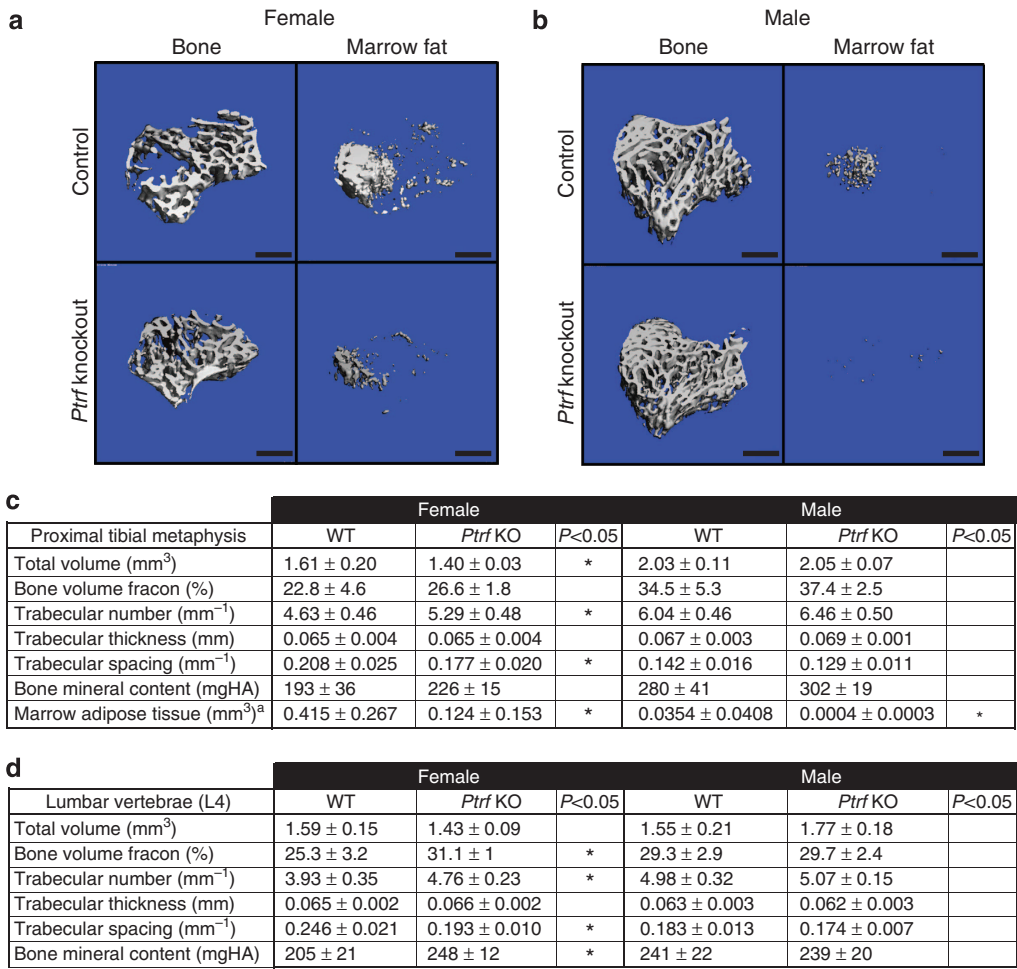 a
Female
Bone Marrow fat
Control
Ptrf knockout
b
Male
Bone Marrow fat
Control
Ptrf knockout
c
Female Male
Proximal tibial metaphysis WT Ptrf KO P<0.05 WT Ptrf KO P<0.05
Total volume (mm³) 1.61 ± 0.20 1.40 ± 0.03 * 2.03 ± 0.11 2.05 ± 0.07
Bone volume fracon (%) 22.8 ± 4.6 26.6 ± 1.8 34.5 ± 5.3 37.4 ± 2.5
Trabecular number (mm⁻¹) 4.63 ± 0.46 5.29 ± 0.48 * 6.04 ± 0.46 6.46 ± 0.50
Trabecular thickness (mm) 0.065 ± 0.004 0.065 ± 0.004 0.067 ± 0.003 0.069 ± 0.001
Trabecular spacing (mm⁻¹) 0.208 ± 0.025 0.177 ± 0.020 * 0.142 ± 0.016 0.129 ± 0.011
Bone mineral content (mgHA) 193 ± 36 226 ± 15 280 ± 41 302 ± 19
Marrow adipose tissue (mm³)ᵃ 0.415 ± 0.267 0.124 ± 0.153 * 0.0354 ± 0.0408 0.0004 ± 0.0003 *
d
Female Male
Lumbar vertebrae (L4) WT Ptrf KO P<0.05 WT Ptrf KO P<0.05
Total volume (mm³) 1.59 ± 0.15 1.43 ± 0.09 1.55 ± 0.21 1.77 ± 0.18
Bone volume fracon (%) 25.3 ± 3.2 31.1 ± 1 * 29.3 ± 2.9 29.7 ± 2.4
Trabecular number (mm⁻¹) 3.93 ± 0.35 4.76 ± 0.23 * 4.98 ± 0.32 5.07 ± 0.15
Trabecular thickness (mm) 0.065 ± 0.002 0.066 ± 0.002 0.063 ± 0.003 0.062 ± 0.003
Trabecular spacing (mm⁻¹) 0.246 ± 0.021 0.193 ± 0.010 * 0.183 ± 0.013 0.174 ± 0.007
Bone mineral content (mgHA) 205 ± 21 248 ± 12 * 241 ± 22 239 ± 20